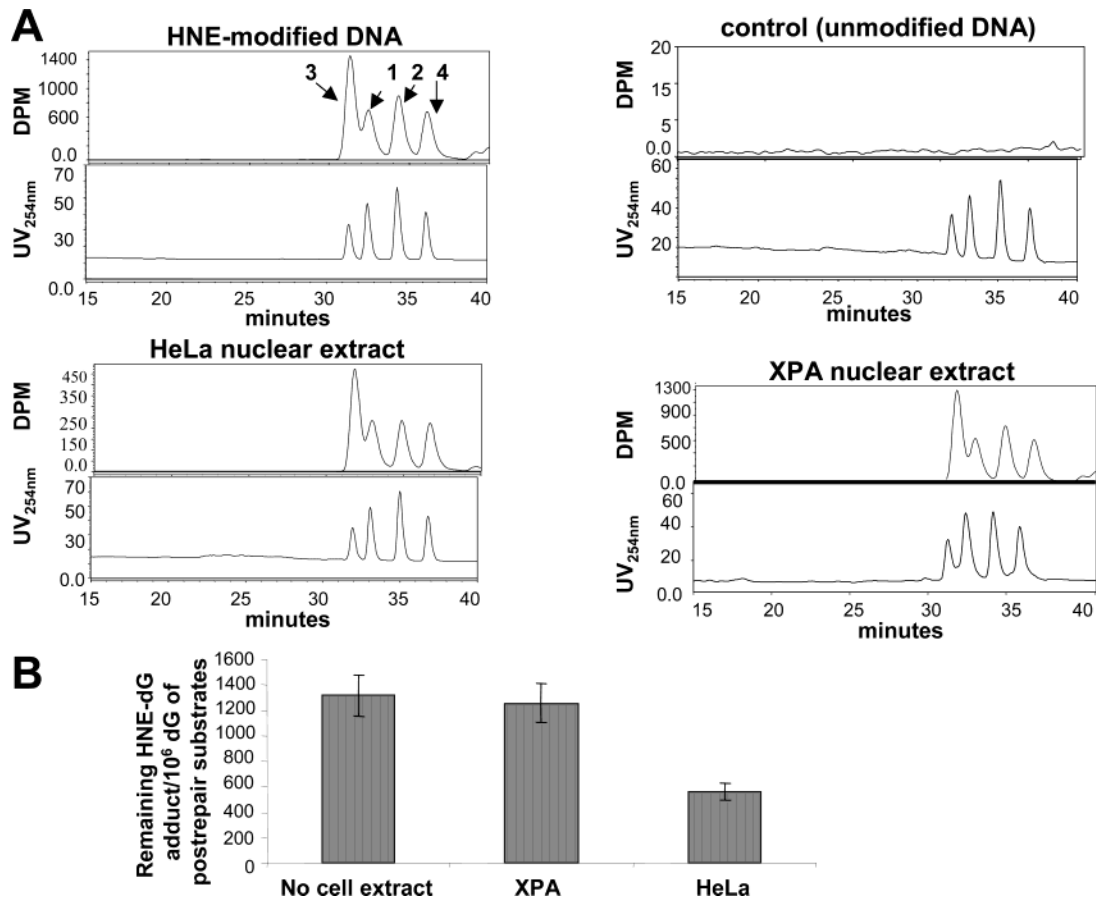 A
HNE-modified DNA
DPM
1400
1000
600
0.0
3 1 2 4
UV254nm
70
50
30
0.0
15 20 25 30 35 40
minutes
control (unmodified DNA)
DPM
20
15
5
0.0
UV254nm
60
40
20
0.0
15 20 25 30 35 40
minutes
HeLa nuclear extract
DPM
450
350
250
150
0.0
UV254nm
70
50
30
0.0
15 20 25 30 35 40
minutes
XPA nuclear extract
DPM
1300
900
500
0.0
UV254nm
60
40
20
0.0
15 20 25 30 35 40
minutes
B
Remaining HNE-dG
adduct/10⁶ dG of
postrepair substrates
1600
1400
1200
1000
800
600
400
200
0
No cell extract XPA HeLa